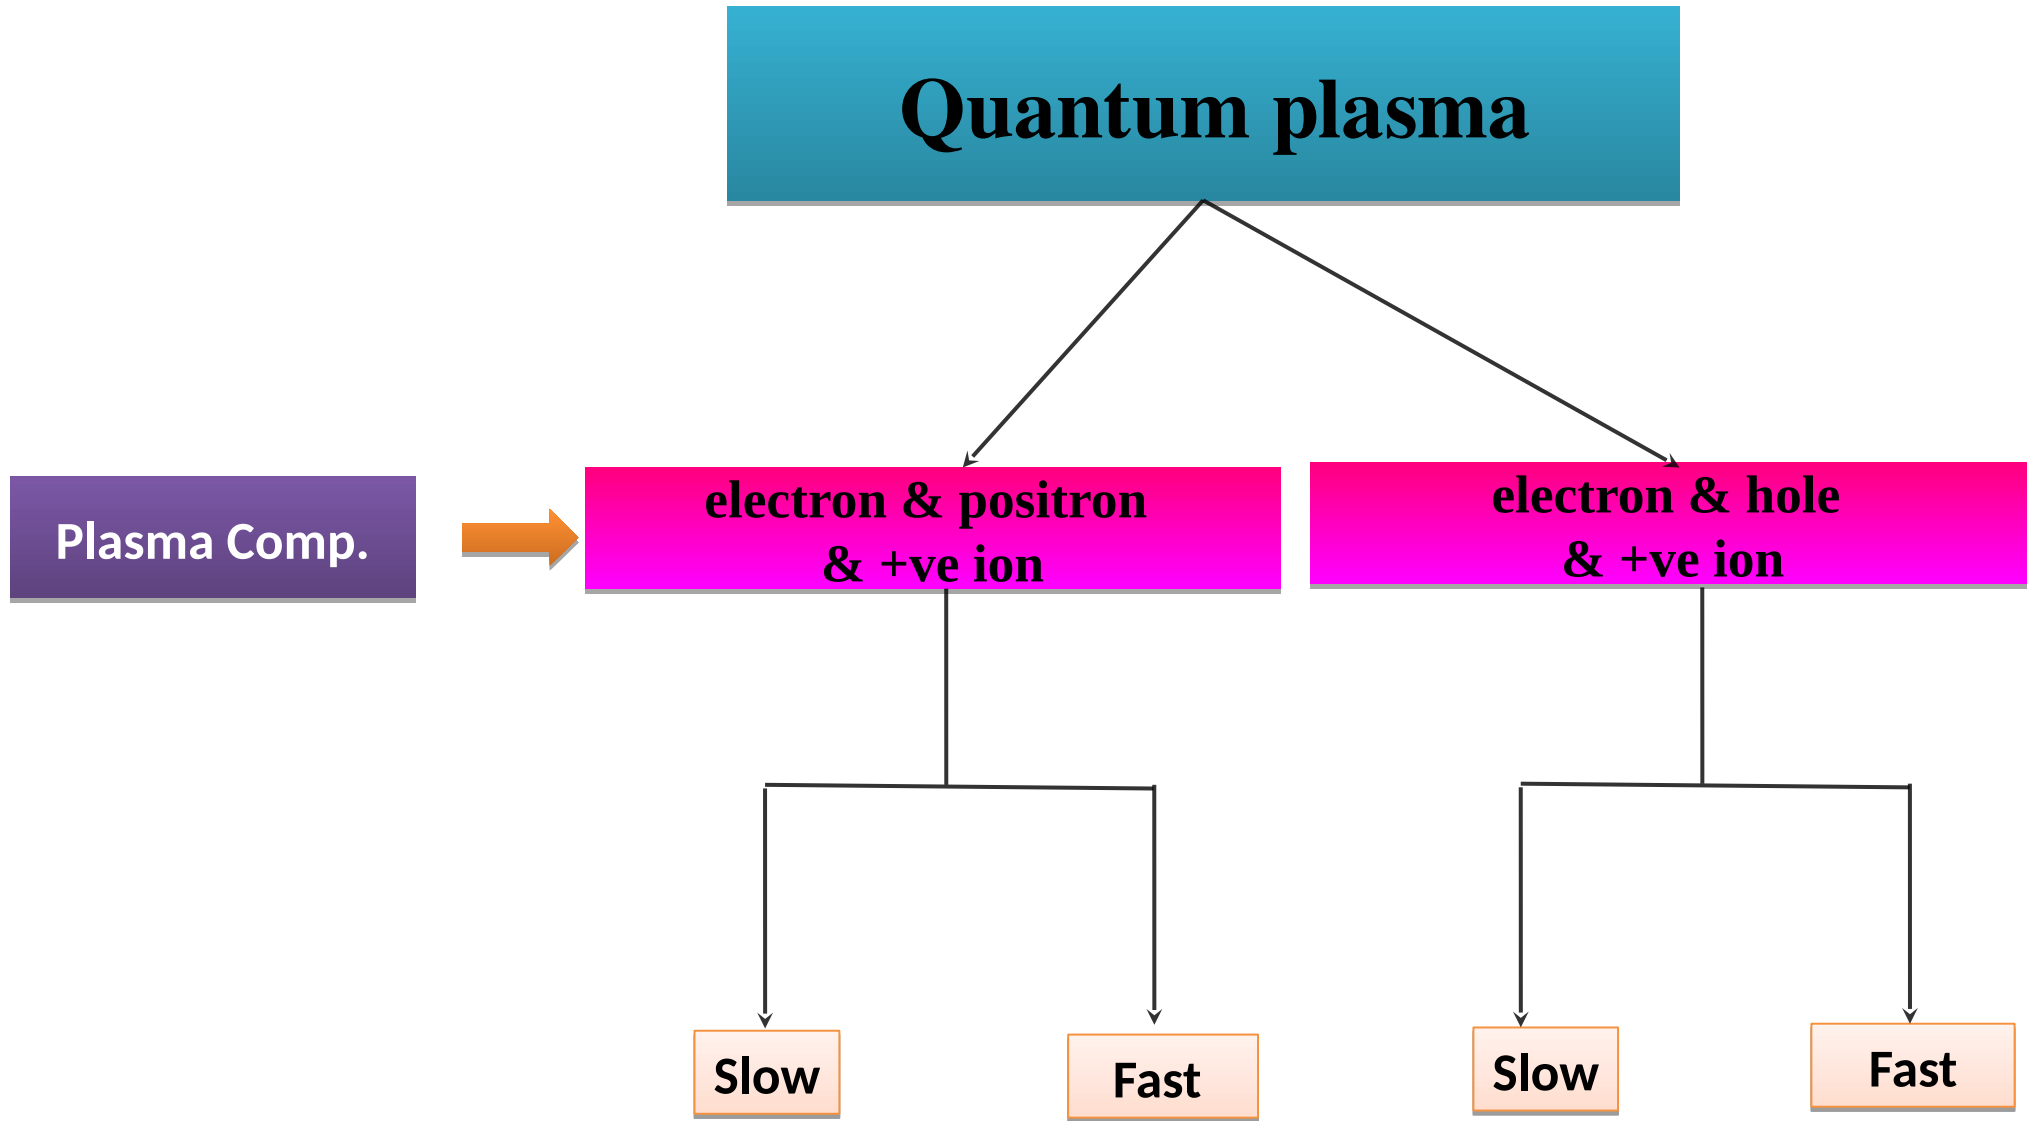 Quantum plasma
Plasma Comp.
electron & positron
& +ve ion
electron & hole
& +ve ion
Slow
Fast
Slow
Fast